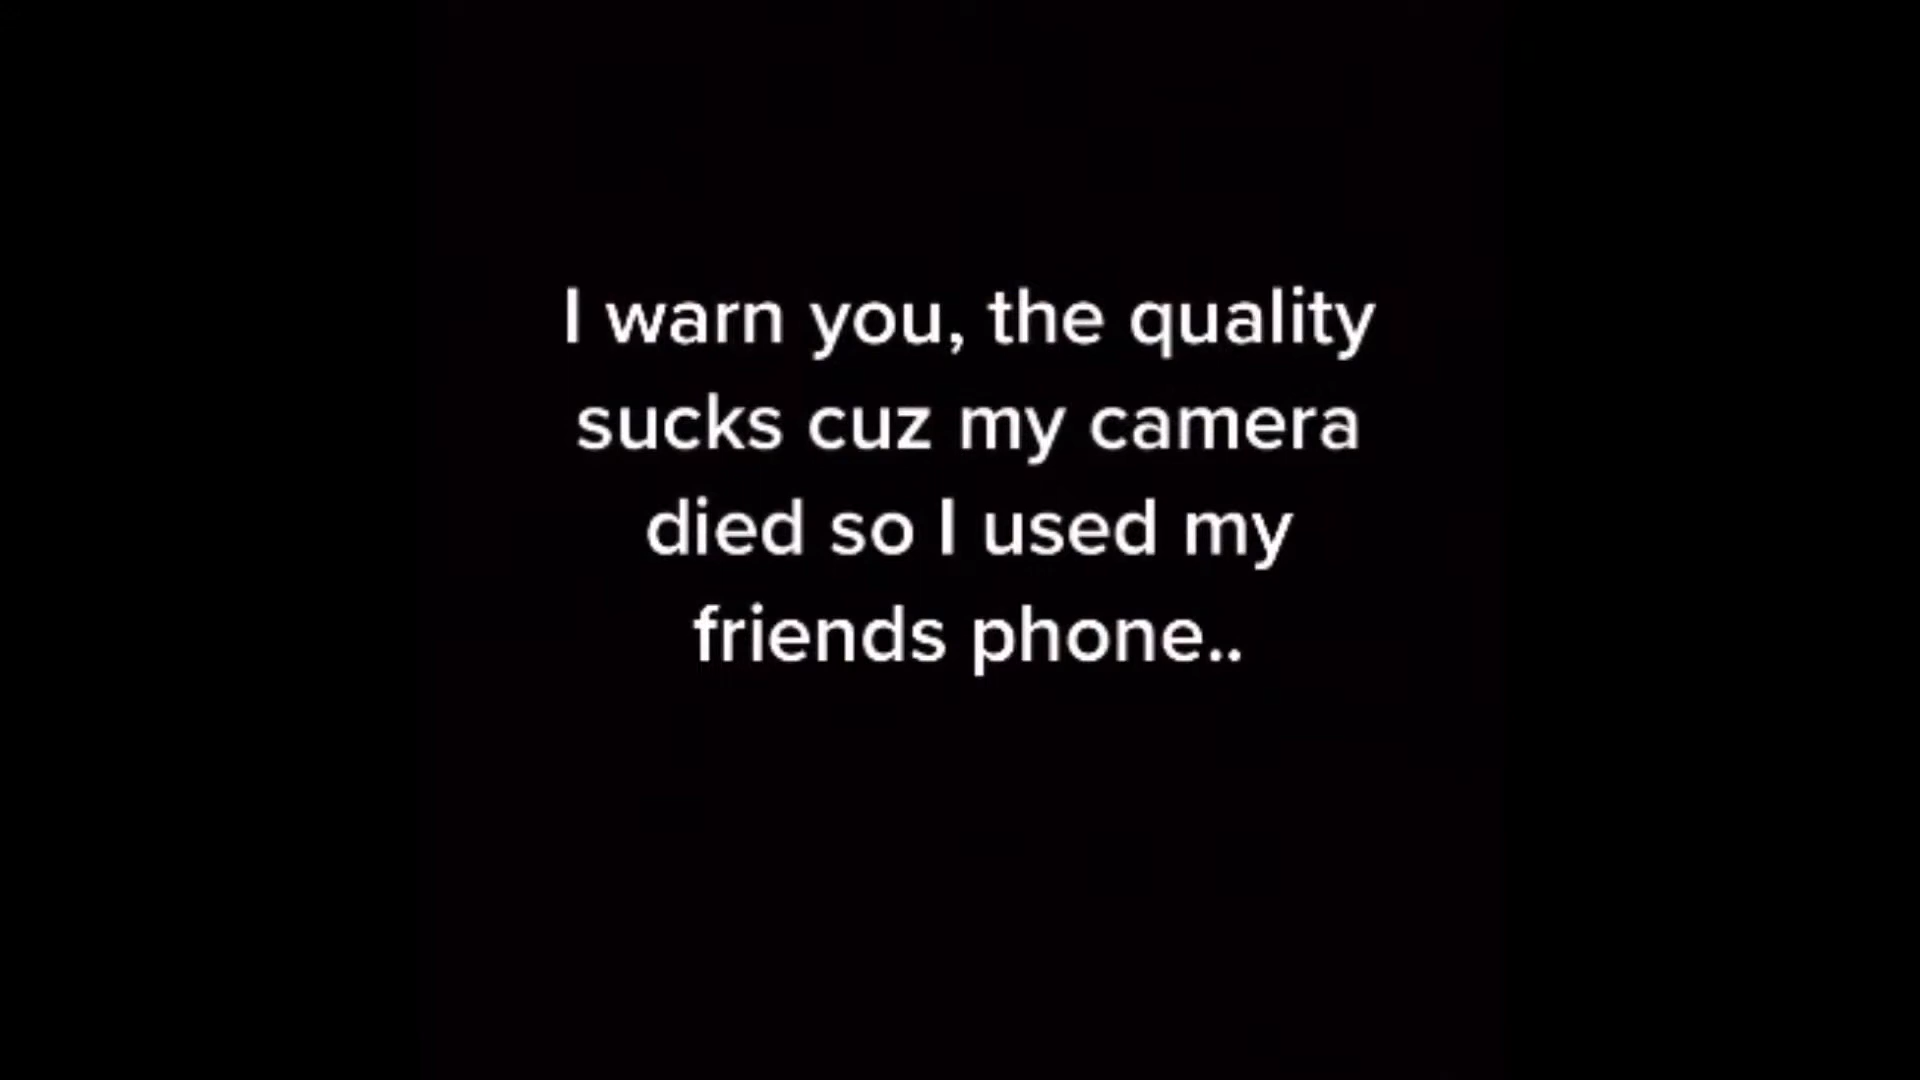 I warn you, the quality
sucks cuz my camera
died so I used my
friends phone..